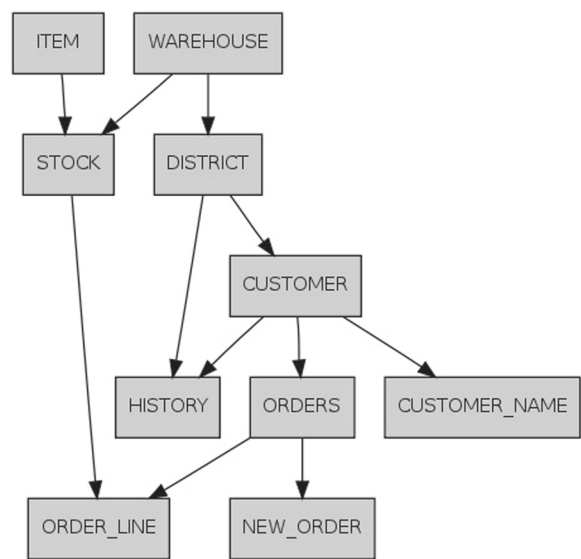 ITEM
WAREHOUSE
STOCK
DISTRICT
CUSTOMER
HISTORY
ORDERS
CUSTOMER_NAME
ORDER_LINE
NEW_ORDER